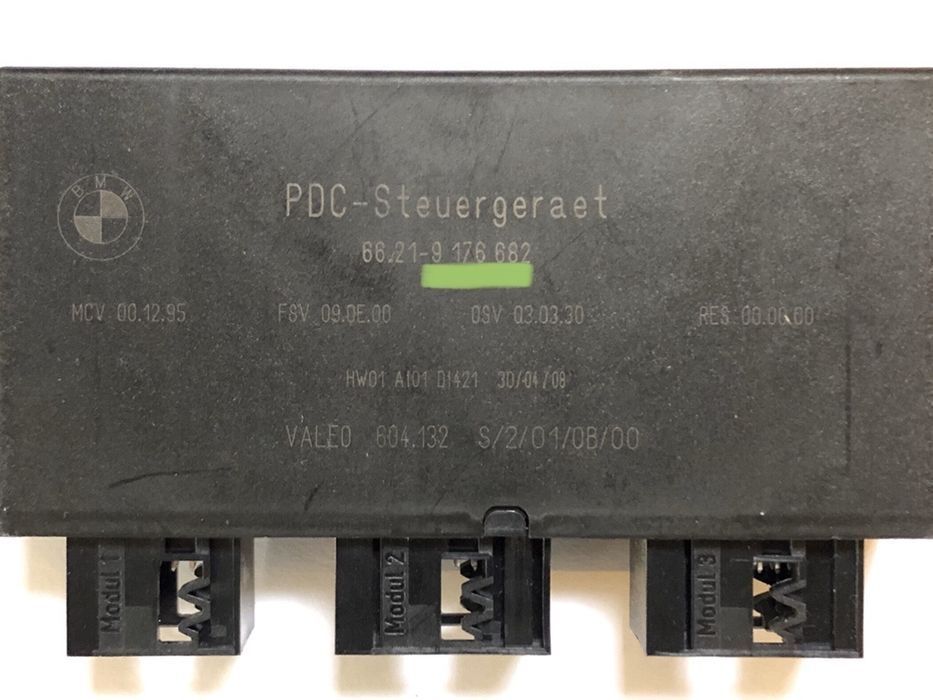 BMW
PDC-Steuergeraet
66.21-9 176 682
MCV 00.12.95 FSV 09.0E.00 OSV 03.03.30 RES 00.00.00
HW01 AI01 DI421 30/04/08
VALEO 604.132 S/2/01/0B/00
Modul 1 Modul 2 Modul 3